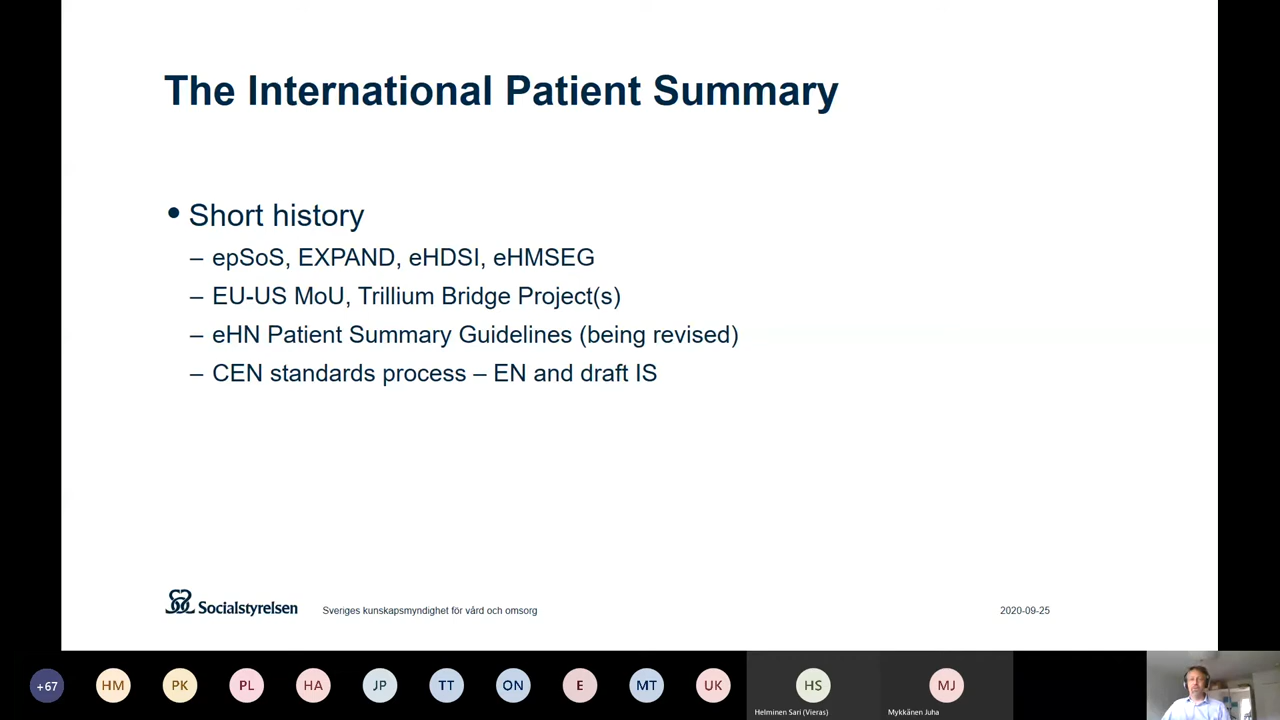 The International Patient Summary
• Short history
– epSoS, EXPAND, eHDSI, eHMSEG
– EU-US MoU, Trillium Bridge Project(s)
– eHN Patient Summary Guidelines (being revised)
– CEN standards process – EN and draft IS
Socialstyrelsen
Sveriges kunskapsmyndighet för vård och omsorg
2020-09-25
+67
HM
PK
PL
HA
JP
TT
ON
E
MT
UK
HS
MJ
Helminen Sari (Vieras)
Mykkänen Juha